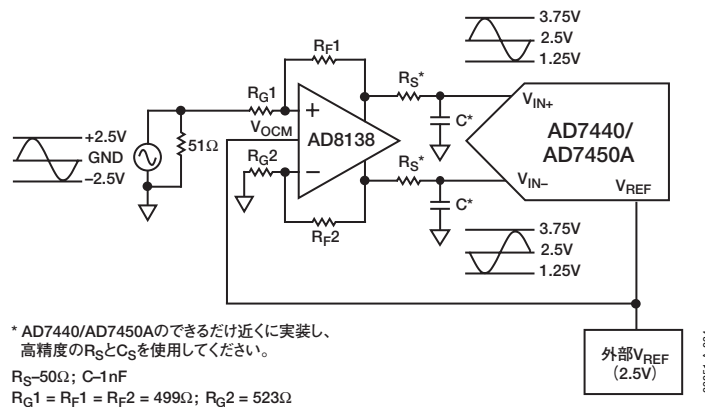 3.75V
2.5V
1.25V
RF1
RS*
RG1
VIN+
+
C*
VOCM
AD8138
AD7440/
AD7450A
+2.5V
GND
–2.5V
51Ω
RG2
RS*
–
VIN–
VREF
C*
RF2
3.75V
2.5V
1.25V
* AD7440/AD7450Aのできるだけ近くに実装し、
高精度のRSとCSを使用してください。
外部VREF
(2.5V)
RS–50Ω; C–1nF
RG1 = RF1 = RF2 = 499Ω; RG2 = 523Ω